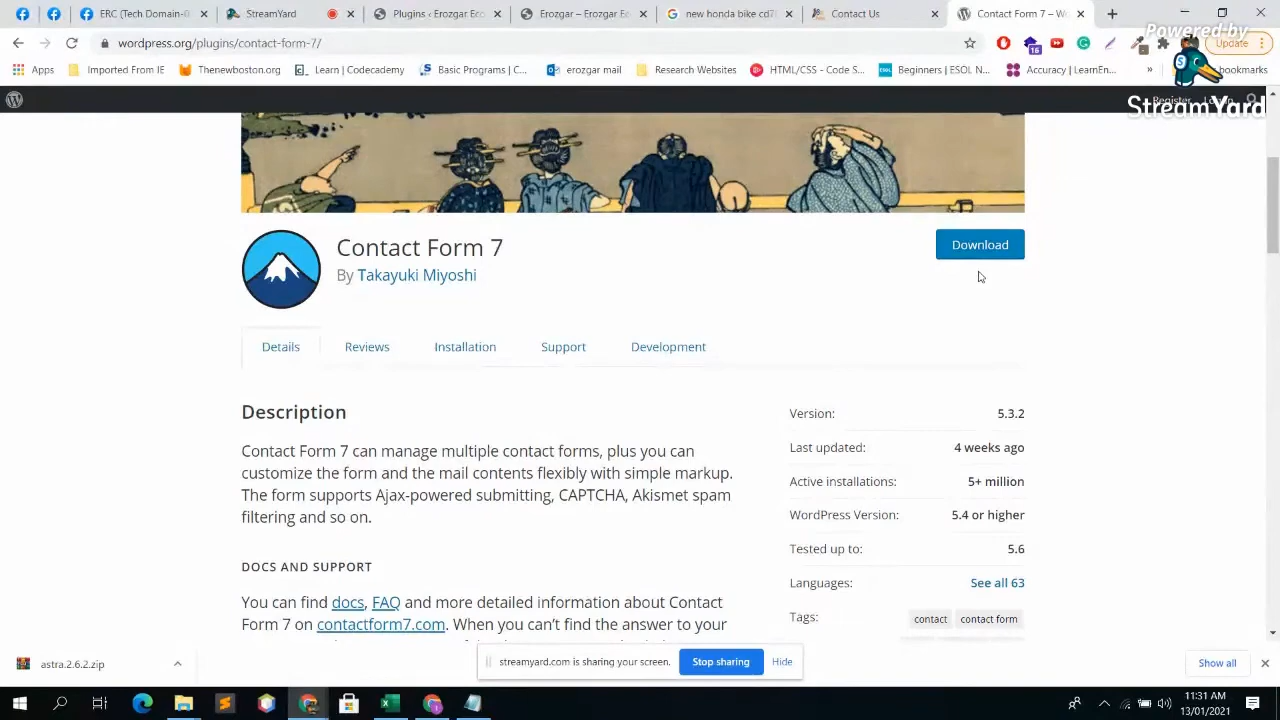 ERC (Tech Domain-0
StreamYard
Plugins ‹ Erozgar E
Erozgar – Erozgar E
new honda bike cd7
Contact Us
Contact Form 7 – W
Powered by
wordpress.org/plugins/contact-form-7/
16
Update
Apps
Imported From IE
Thenewboston.org
Learn | Codecademy
Basic Programs | C...
erozgar mail
Research Websites
HTML/CSS - Code S...
Beginners | ESOL N...
Accuracy | LearnEn...
»
bookmarks
Register
StreamYard
Contact Form 7
Download
By Takayuki Miyoshi
Details
Reviews
Installation
Support
Development
Description
Contact Form 7 can manage multiple contact forms, plus you can
customize the form and the mail contents flexibly with simple markup.
The form supports Ajax-powered submitting, CAPTCHA, Akismet spam
filtering and so on.
DOCS AND SUPPORT
You can find docs, FAQ and more detailed information about Contact
Form 7 on contactform7.com. When you can't find the answer to your
Version: 5.3.2
Last updated: 4 weeks ago
Active installations: 5+ million
WordPress Version: 5.4 or higher
Tested up to: 5.6
Languages: See all 63
Tags: contact contact form
astra.2.6.2.zip
streamyard.com is sharing your screen.
Stop sharing
Hide
Show all
11:31 AM
13/01/2021